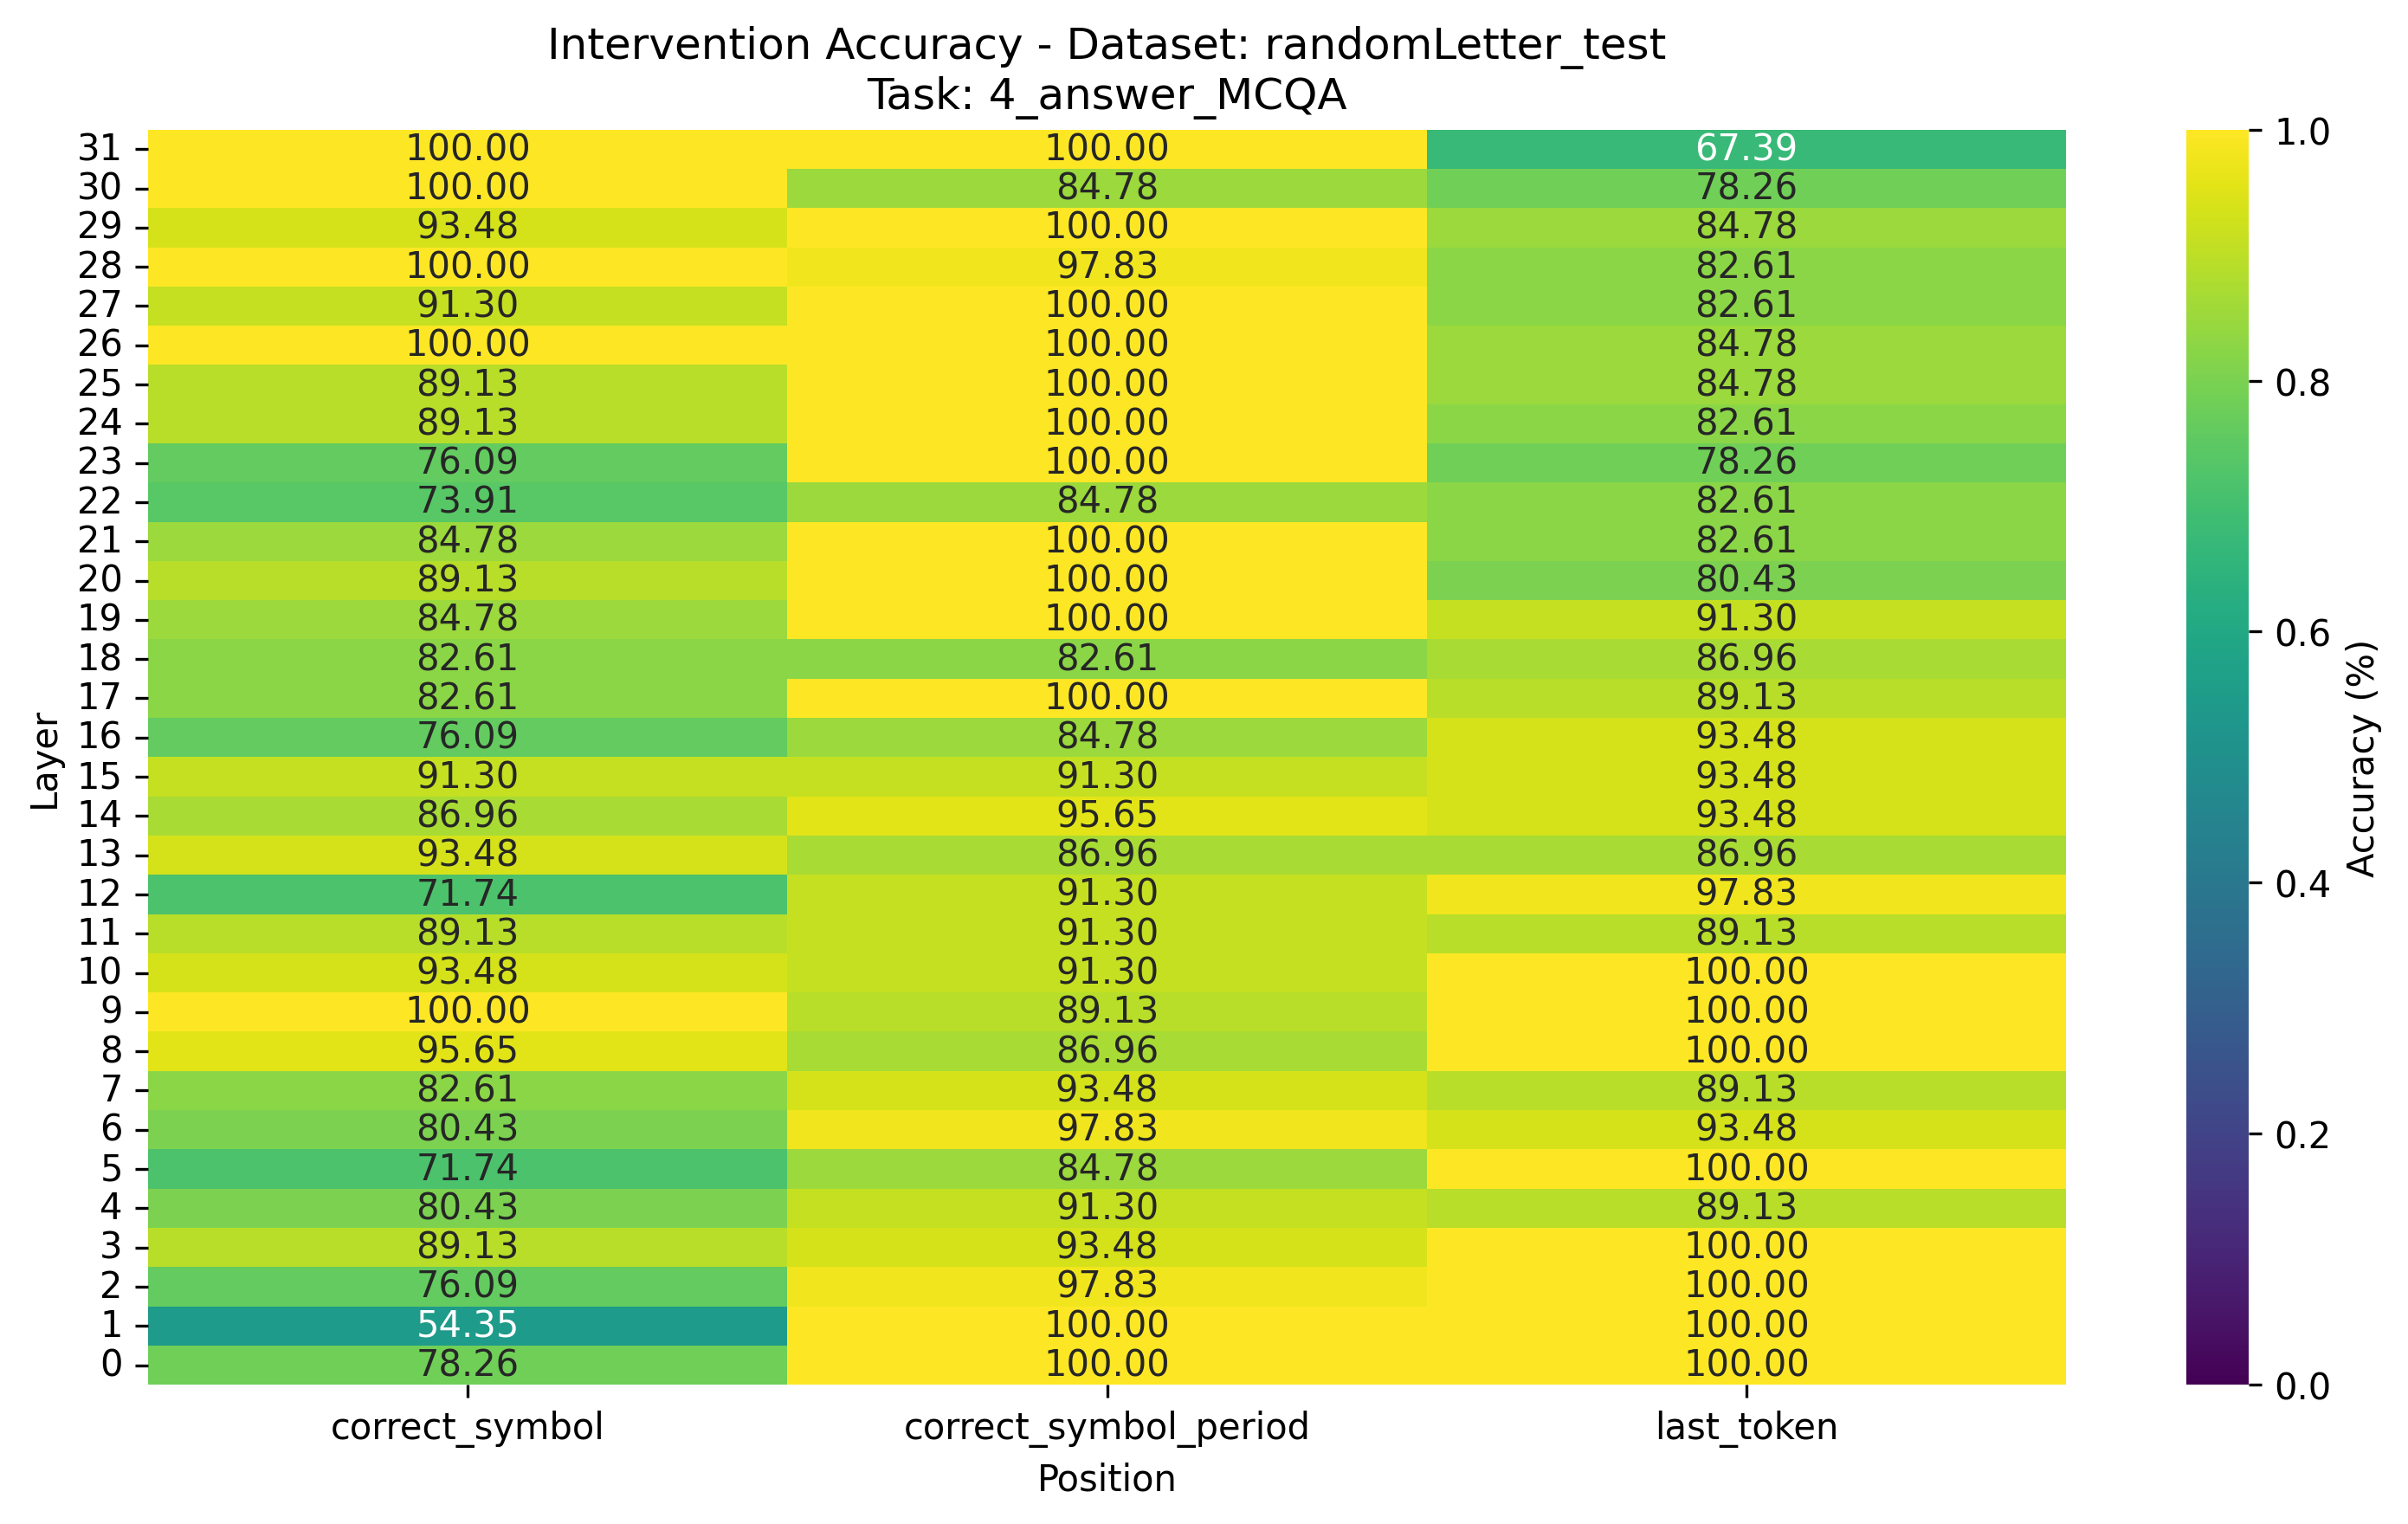 Intervention Accuracy - Dataset: randomLetter_test
Task: 4_answer_MCQA
31 100.00 100.00 67.39
30 100.00 84.78 78.26
29 93.48 100.00 84.78
28 100.00 97.83 82.61
27 91.30 100.00 82.61
26 100.00 100.00 84.78
25 89.13 100.00 84.78
24 89.13 100.00 82.61
23 76.09 100.00 78.26
22 73.91 84.78 82.61
21 84.78 100.00 82.61
20 89.13 100.00 80.43
19 84.78 100.00 91.30
18 82.61 82.61 86.96
17 82.61 100.00 89.13
16 76.09 84.78 93.48
15 91.30 91.30 93.48
14 86.96 95.65 93.48
13 93.48 86.96 86.96
12 71.74 91.30 97.83
11 89.13 91.30 89.13
10 93.48 91.30 100.00
9 100.00 89.13 100.00
8 95.65 86.96 100.00
7 82.61 93.48 89.13
6 80.43 97.83 93.48
5 71.74 84.78 100.00
4 80.43 91.30 89.13
3 89.13 93.48 100.00
2 76.09 97.83 100.00
1 54.35 100.00 100.00
0 78.26 100.00 100.00
correct_symbol correct_symbol_period last_token
Position
Layer
1.0
0.8
0.6
0.4
0.2
0.0
Accuracy (%)